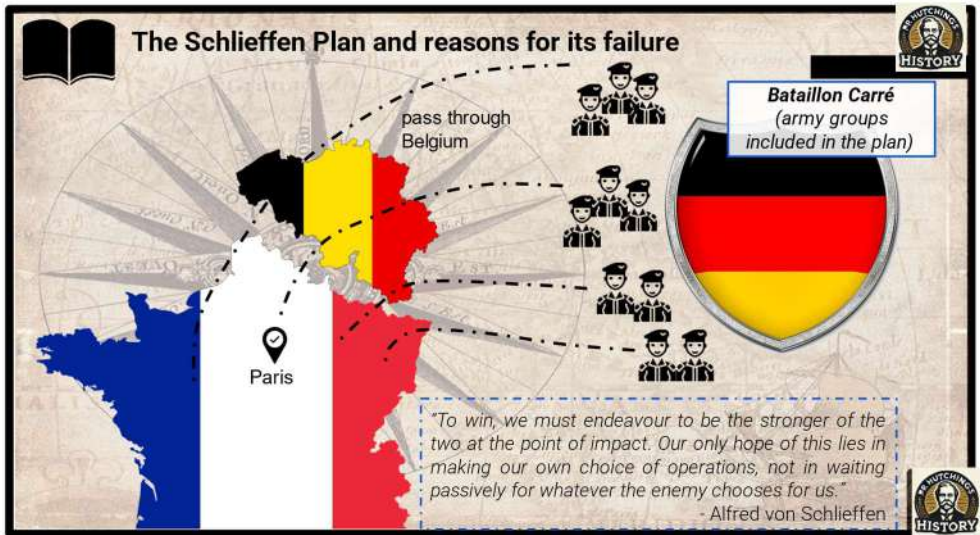 The Schlieffen Plan and reasons for its failure
MR HUTCHINGS
HISTORY
Bataillon Carré
(army groups
included in the plan)
pass through
Belgium
Paris
"To win, we must endeavour to be the stronger of the
two at the point of impact. Our only hope of this lies in
making our own choice of operations, not in waiting
passively for whatever the enemy chooses for us."
- Alfred von Schlieffen
MR HUTCHINGS
HISTORY